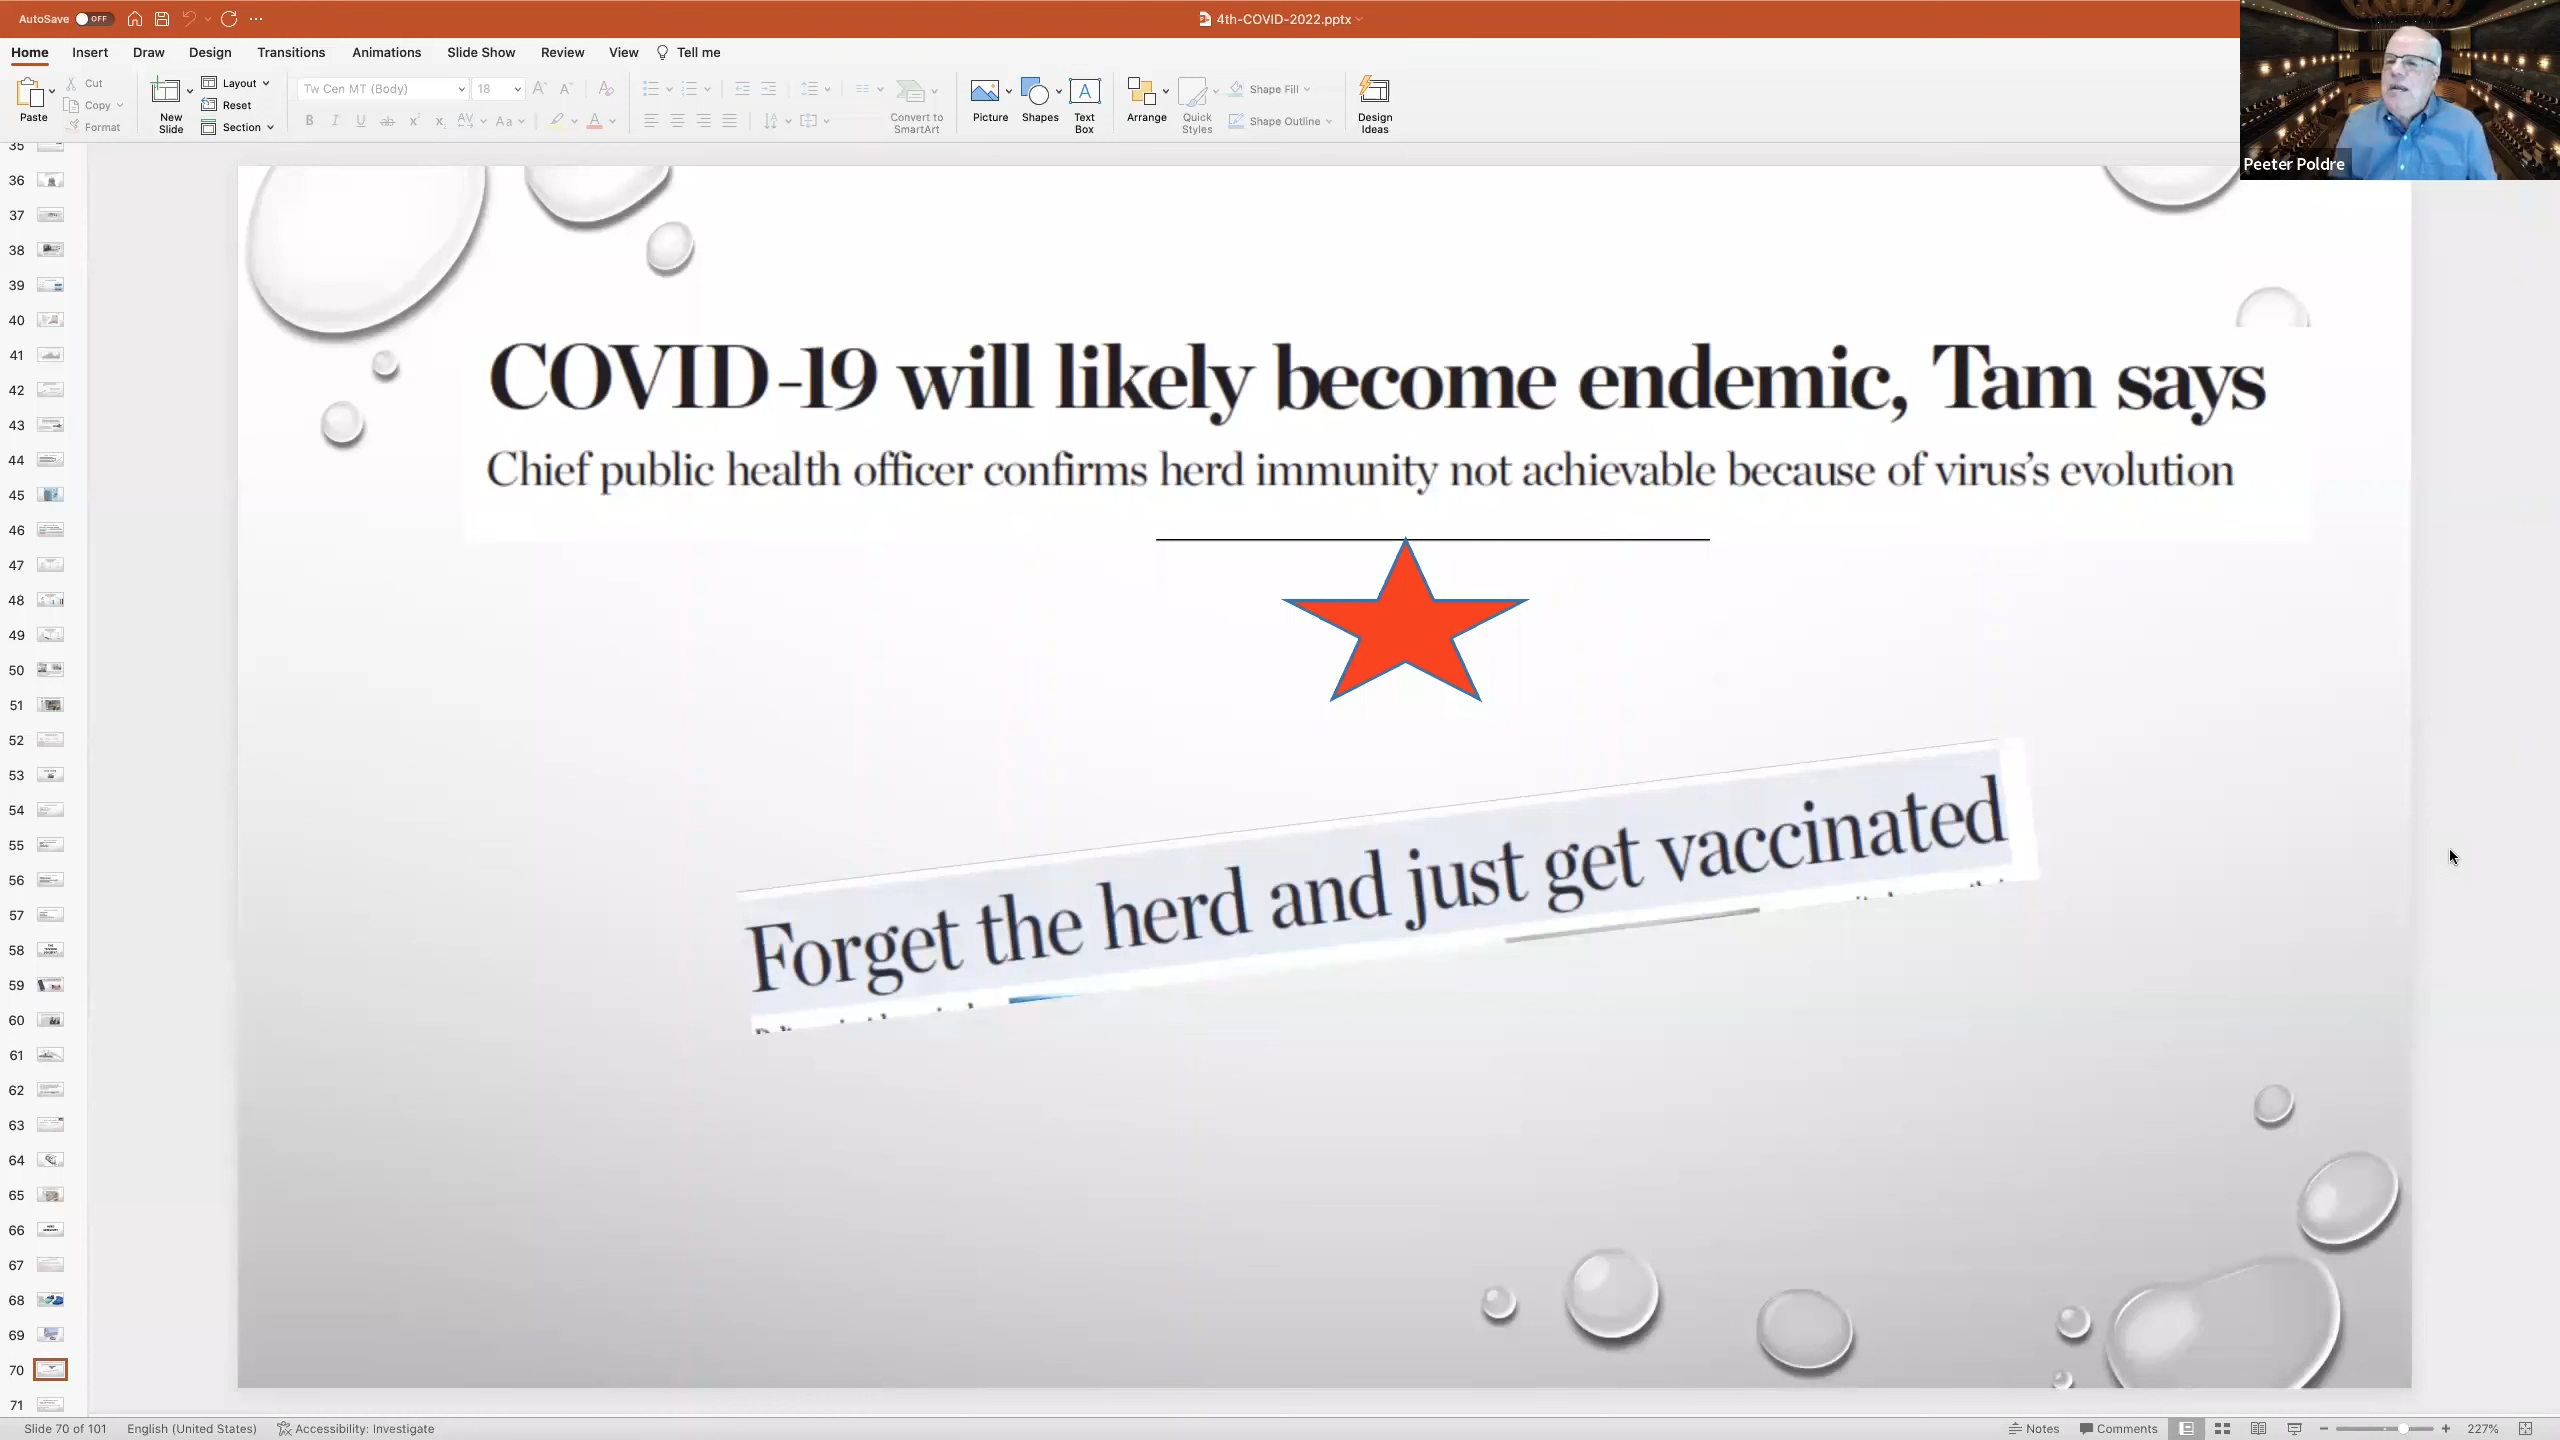 AutoSave OFF
4th-COVID-2022.pptx
Home Insert Draw Design Transitions Animations Slide Show Review View Tell me
Paste
Cut
Copy
Format
New Slide
Layout
Reset
Section
Tw Cen MT (Body) 18
Convert to SmartArt
Picture
Shapes
Text Box
Arrange
Quick Styles
Shape Fill
Shape Outline
Design Ideas
Peeter Poldre
35
36
37
38
39
40
41
42
43
44
45
46
47
48
49
50
51
52
53
54
55
56
57
58
59
60
61
62
63
64
65
66
67
68
69
70
71
COVID-19 will likely become endemic, Tam says
Chief public health officer confirms herd immunity not achievable because of virus's evolution
Forget the herd and just get vaccinated
Slide 70 of 101 English (United States) Accessibility: Investigate Notes Comments 227%